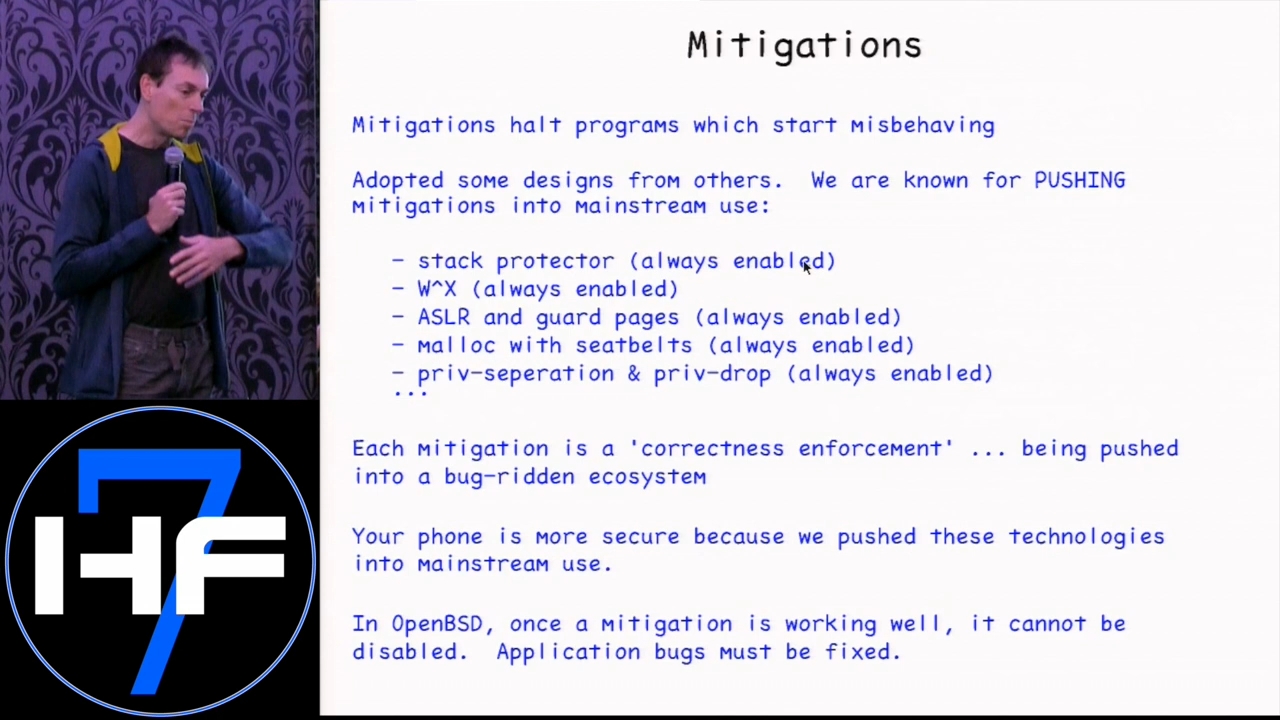 Mitigations
Mitigations halt programs which start misbehaving
Adopted some designs from others.  We are known for PUSHING
mitigations into mainstream use:
- stack protector (always enabled)
- W^X (always enabled)
- ASLR and guard pages (always enabled)
- malloc with seatbelts (always enabled)
- priv-seperation & priv-drop (always enabled)
...
Each mitigation is a 'correctness enforcement' ... being pushed
into a bug-ridden ecosystem
Your phone is more secure because we pushed these technologies
into mainstream use.
In OpenBSD, once a mitigation is working well, it cannot be
disabled.  Application bugs must be fixed.
7
HF